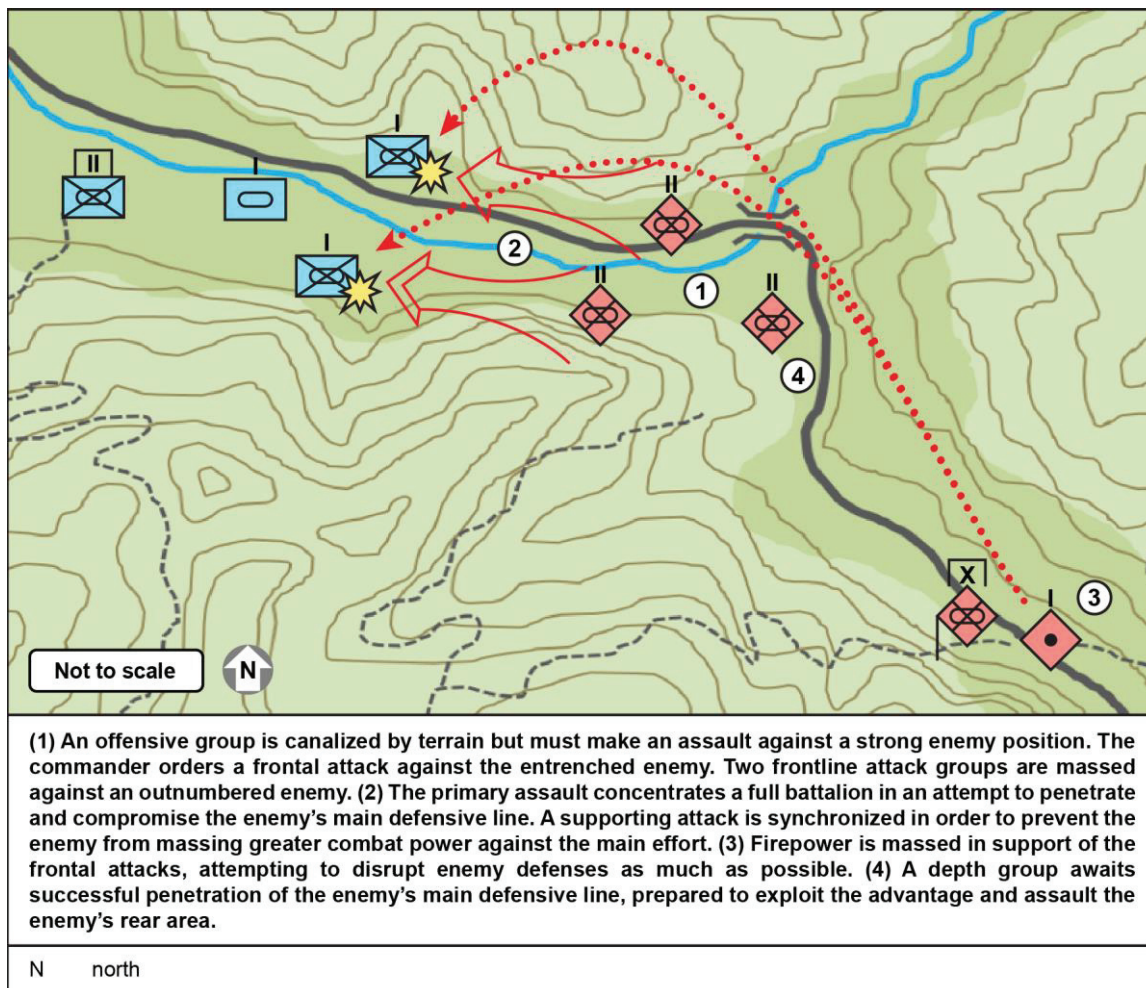 I
II
I
II
2
I
1
II
II
4
X
I
3
Not to scale
N
(1) An offensive group is canalized by terrain but must make an assault against a strong enemy position. The
commander orders a frontal attack against the entrenched enemy. Two frontline attack groups are massed
against an outnumbered enemy. (2) The primary assault concentrates a full battalion in an attempt to penetrate
and compromise the enemy’s main defensive line. A supporting attack is synchronized in order to prevent the
enemy from massing greater combat power against the main effort. (3) Firepower is massed in support of the
frontal attacks, attempting to disrupt enemy defenses as much as possible. (4) A depth group awaits
successful penetration of the enemy’s main defensive line, prepared to exploit the advantage and assault the
enemy’s rear area.
N north